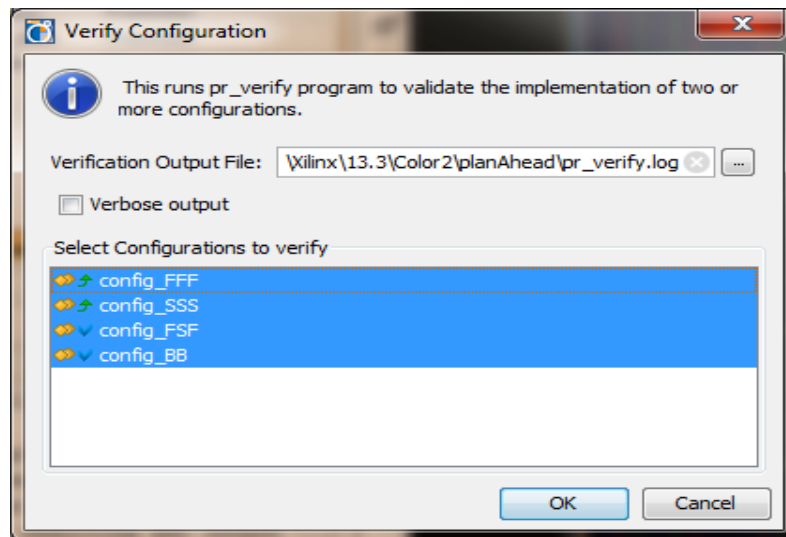 Verify Configuration
This runs pr_verify program to validate the implementation of two or
more configurations.
Verification Output File: \Xilinx\13.3\Color2\planAhead\pr_verify.log ...
Verbose output
Select Configurations to verify
config_FFF
config_SSS
config_FSF
config_BB
OK Cancel